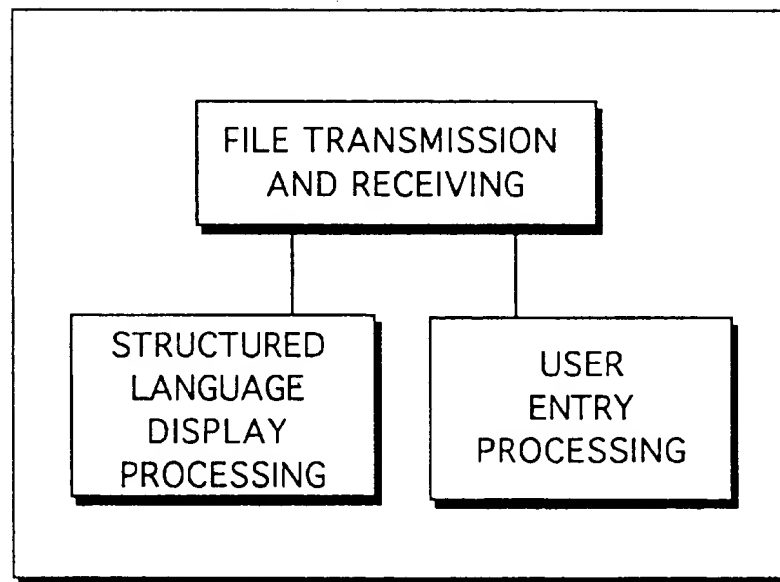 FILE TRANSMISSION
AND RECEIVING
STRUCTURED
LANGUAGE
DISPLAY
PROCESSING
USER
ENTRY
PROCESSING